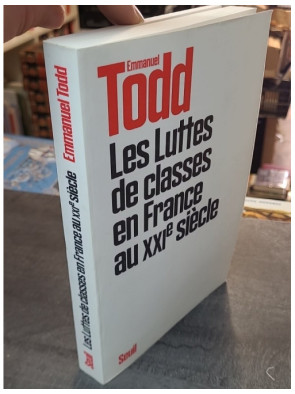 Emmanuel
Todd
Les Luttes
de classes
en France
au XXIe siècle
Seuil
Emmanuel Todd
Les Luttes de classes en France au XXIe siècle
Seuil